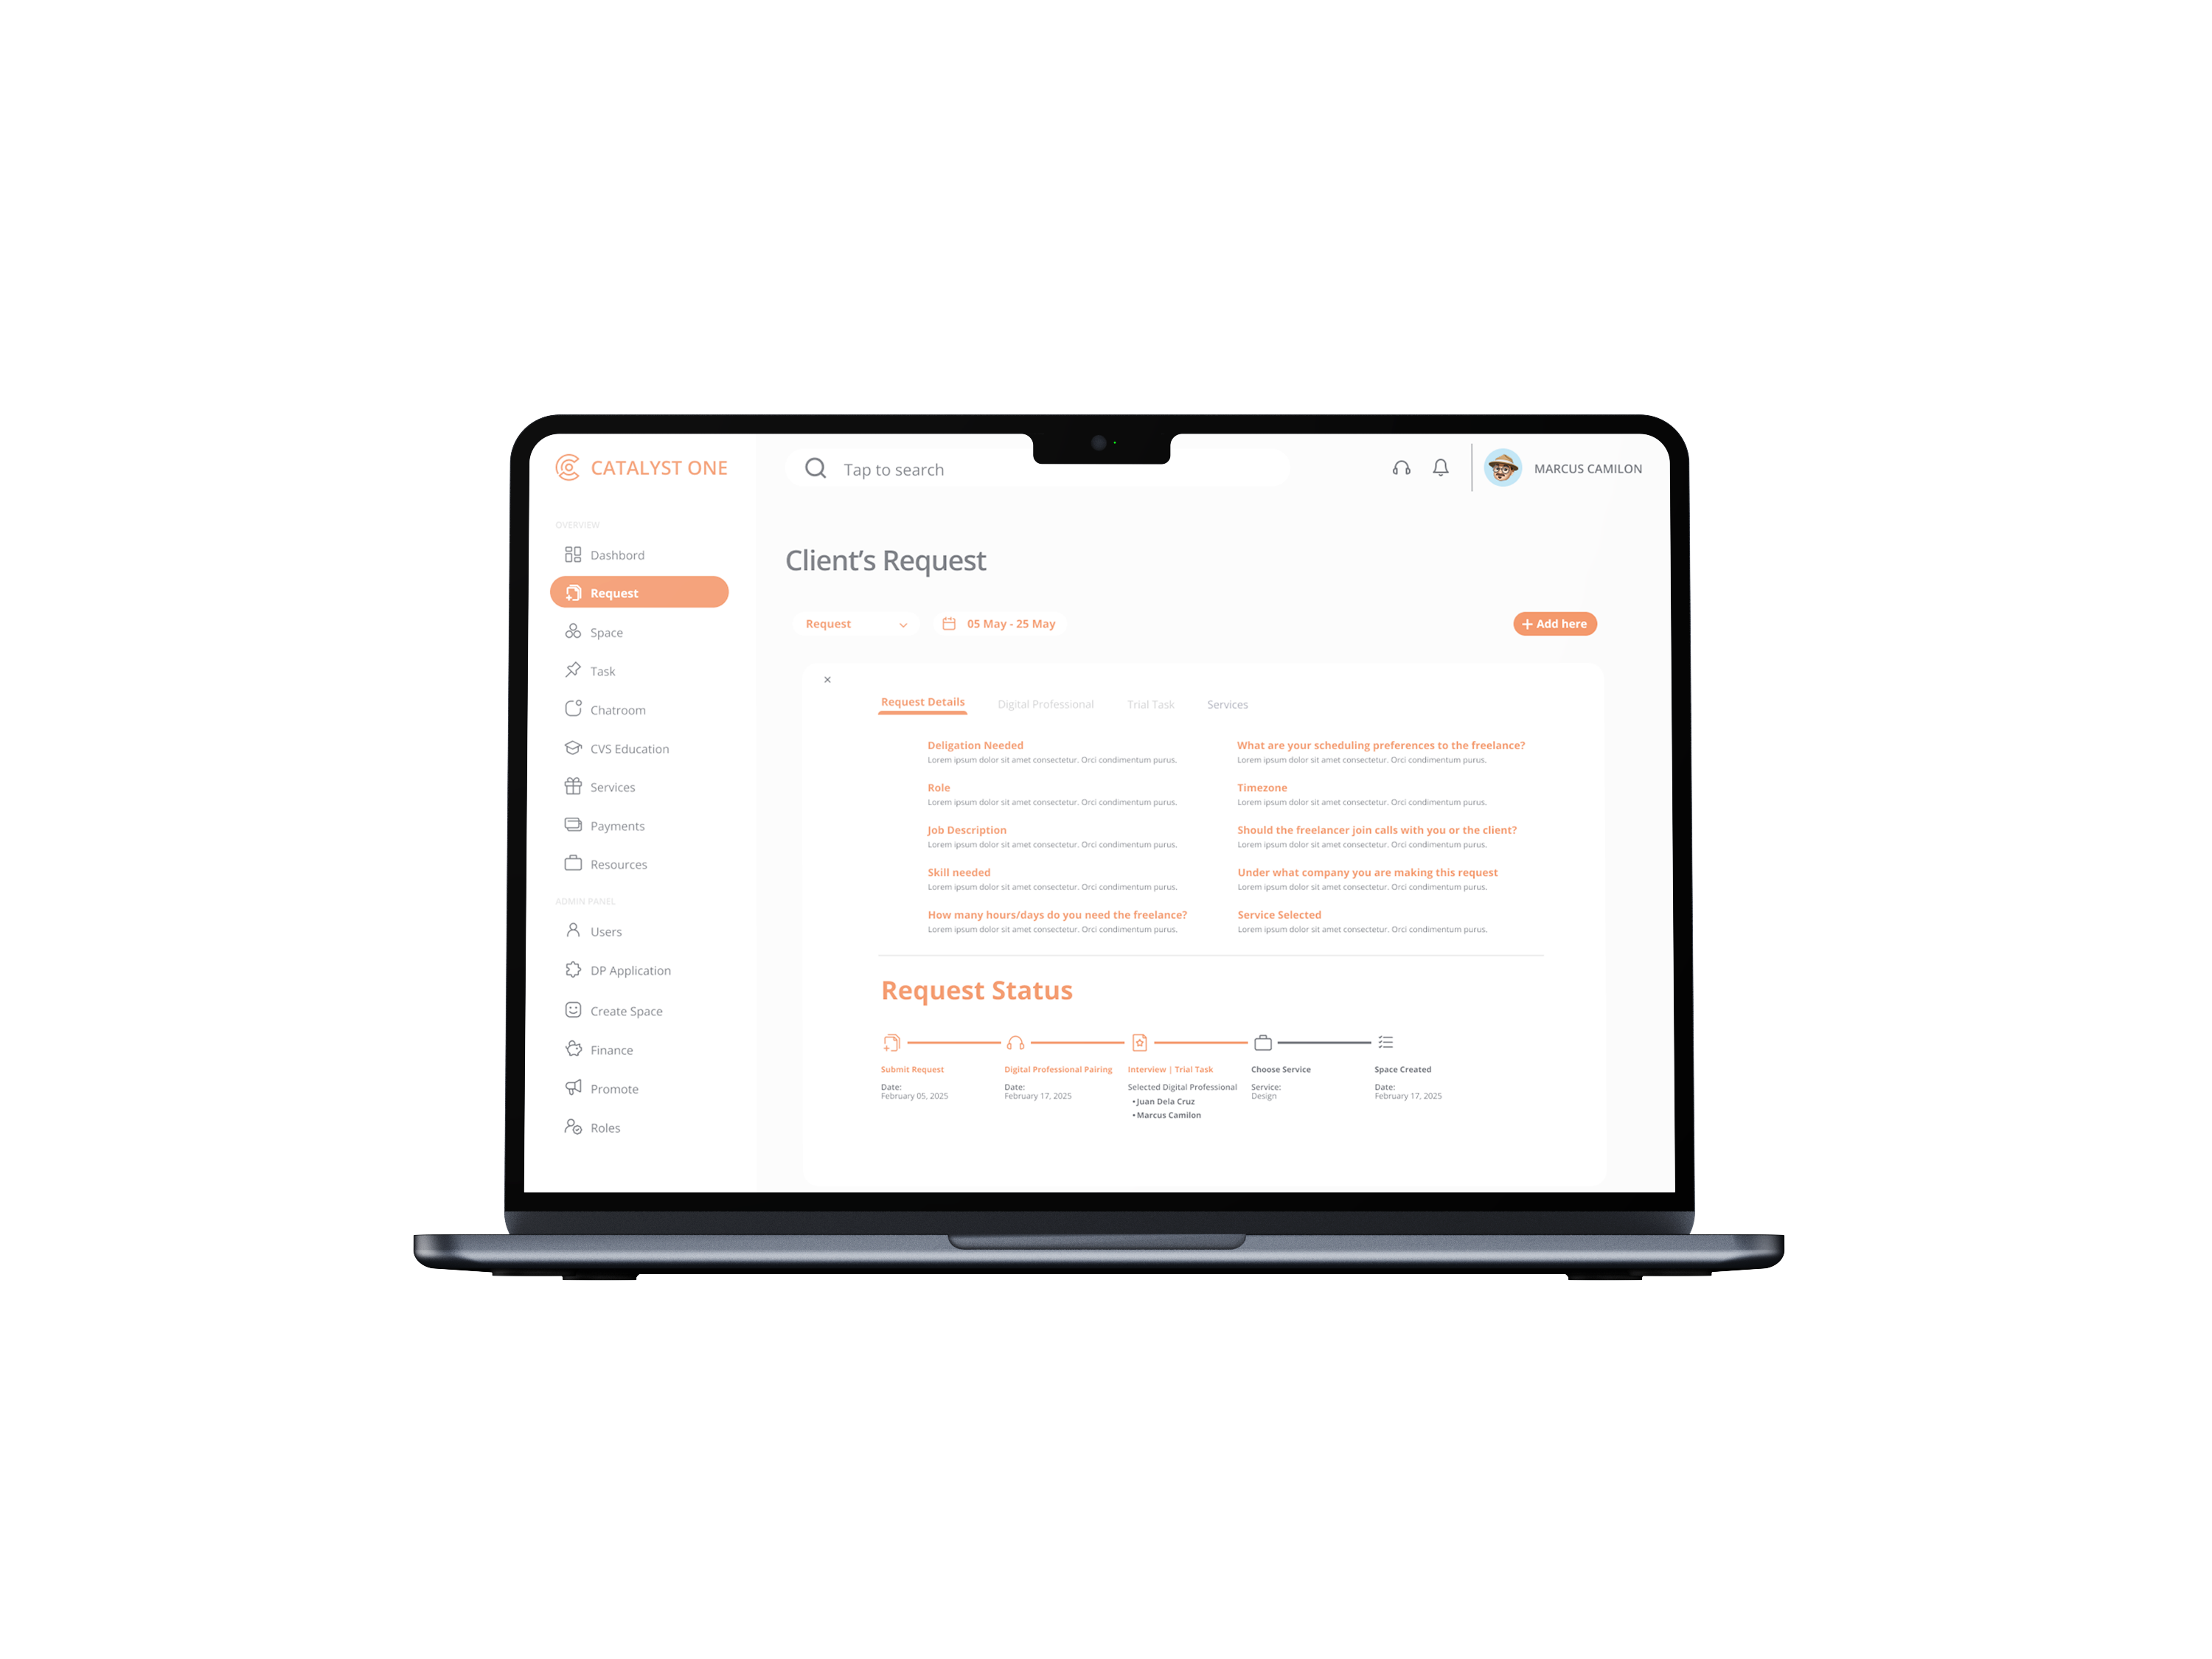 CATALYST ONE
Tap to search
MARCUS CAMILON
OVERVIEW
Dashbord
Request
Space
Task
Chatroom
CVS Education
Services
Payments
Resources
ADMIN PANEL
Users
DP Application
Create Space
Finance
Promote
Roles
Client’s Request
Request
05 May - 25 May
+ Add here
×
Request Details
Digital Professional
Trial Task
Services
Deligation Needed
Lorem ipsum dolor sit amet consectetur. Orci condimentum purus.
Role
Lorem ipsum dolor sit amet consectetur. Orci condimentum purus.
Job Description
Lorem ipsum dolor sit amet consectetur. Orci condimentum purus.
Skill needed
Lorem ipsum dolor sit amet consectetur. Orci condimentum purus.
How many hours/days do you need the freelance?
Lorem ipsum dolor sit amet consectetur. Orci condimentum purus.
What are your scheduling preferences to the freelance?
Lorem ipsum dolor sit amet consectetur. Orci condimentum purus.
Timezone
Lorem ipsum dolor sit amet consectetur. Orci condimentum purus.
Should the freelancer join calls with you or the client?
Lorem ipsum dolor sit amet consectetur. Orci condimentum purus.
Under what company you are making this request
Lorem ipsum dolor sit amet consectetur. Orci condimentum purus.
Service Selected
Lorem ipsum dolor sit amet consectetur. Orci condimentum purus.
Request Status
Submit Request
Date:
February 05, 2025
Digital Professional Pairing
Date:
February 17, 2025
Interview | Trial Task
Selected Digital Professional
• Juan Dela Cruz
• Marcus Camilon
Choose Service
Service:
Design
Space Created
Date:
February 17, 2025